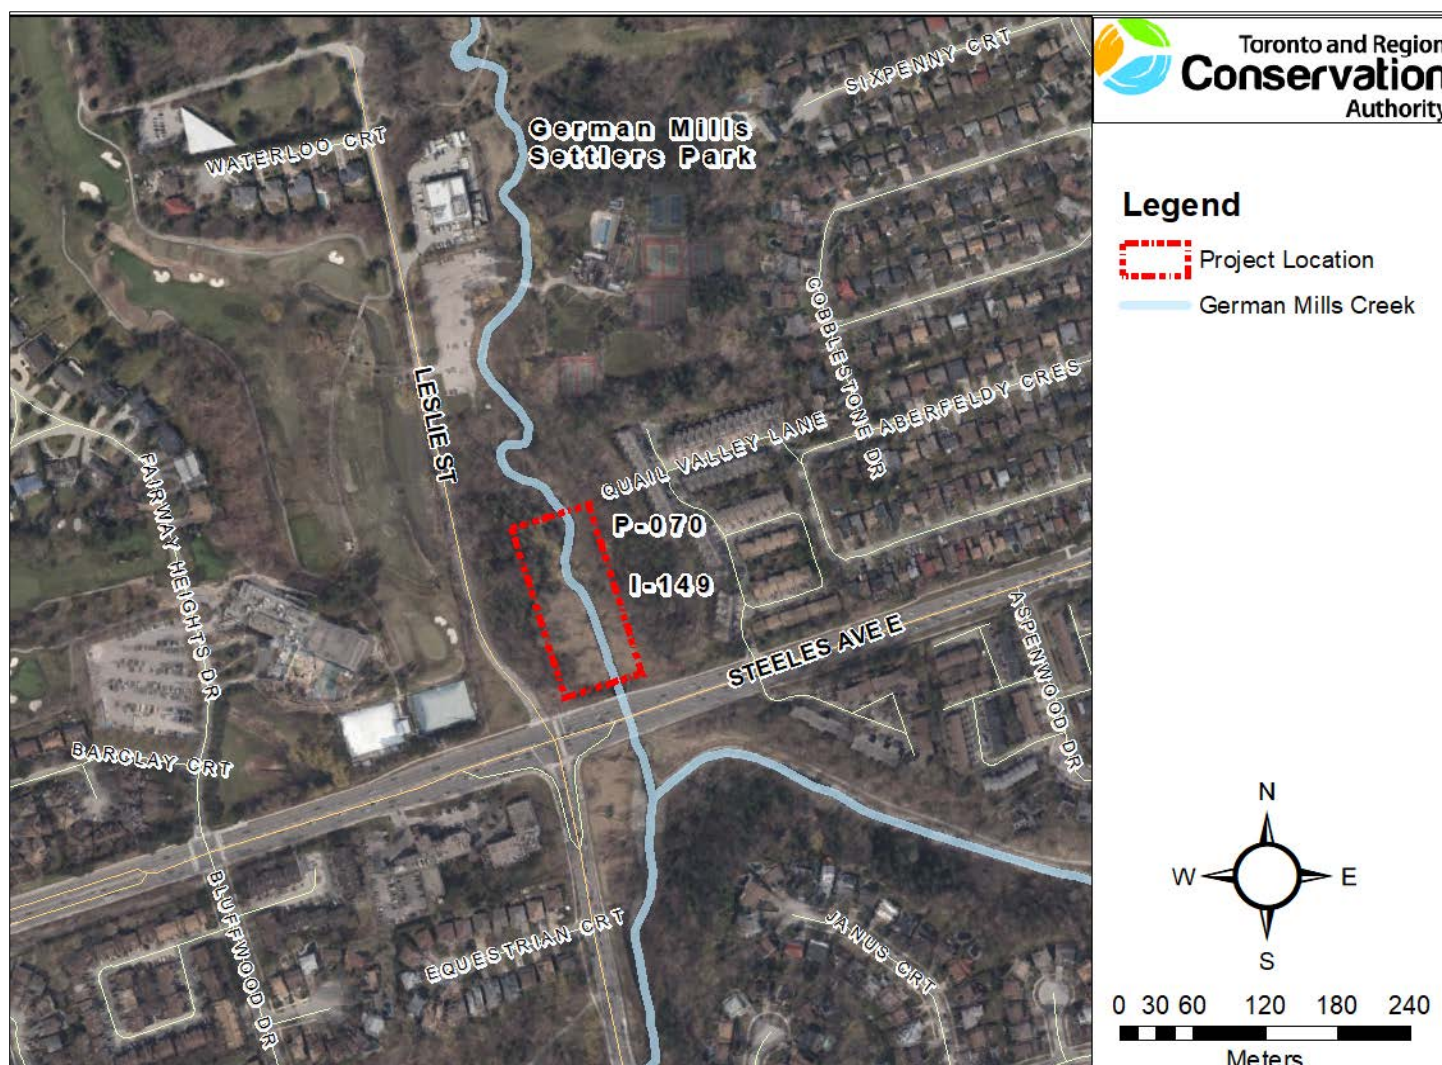 Toronto and Region
Conservation
Authority
SIXPENNY CRT
German Mills
Settlers Park
WATERLOO CRT
Legend
Project Location
German Mills Creek
COBBLESTONE DR
LESLIE ST
ABERFELDY CRES
QUAIL VALLEY LANE
FAIRWAY HEIGHTS DR
P-070
I-149
STEELES AVE E
ASPENWOOD DR
BARCLAY CRT
BLUFFWOOD DR
EQUESTRIAN CRT
JANUS CRT
N
W E
S
0 30 60 120 180 240
Meters